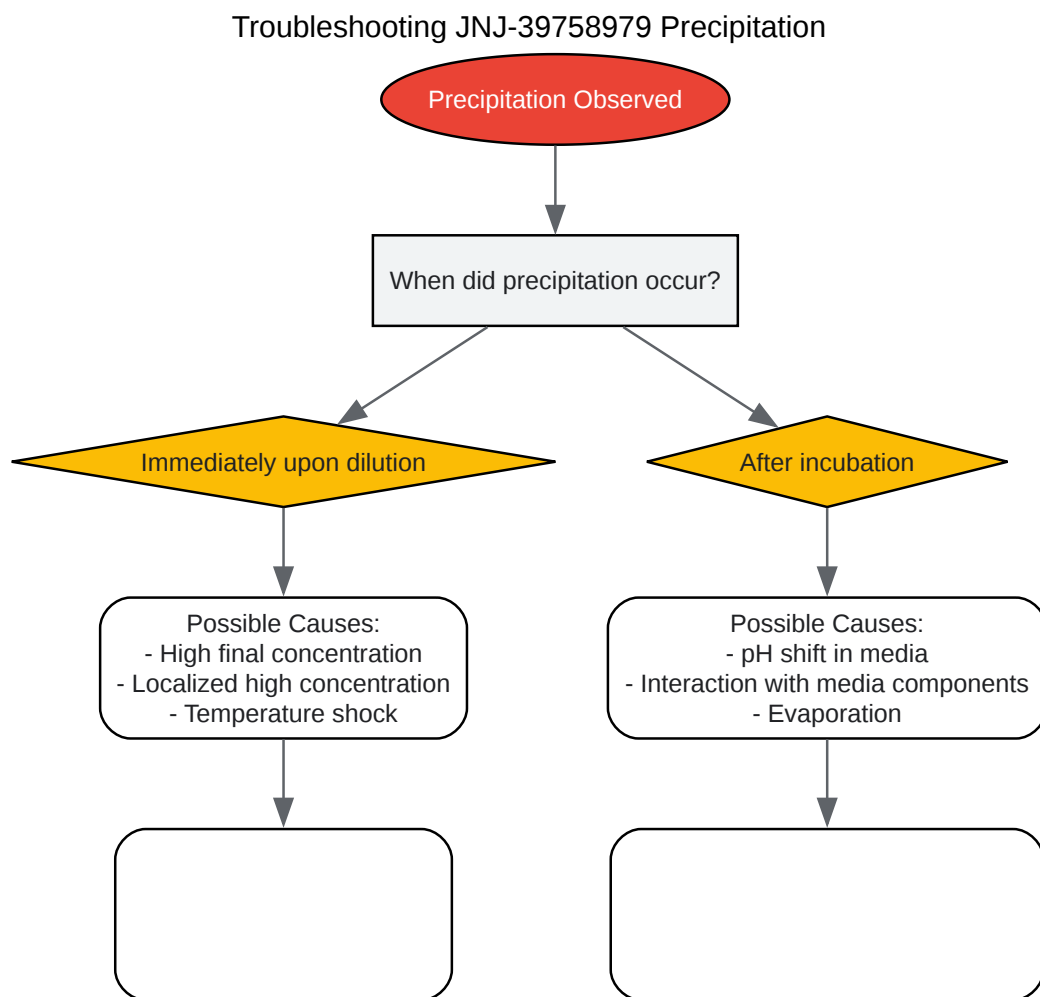 Troubleshooting JNJ-39758979 Precipitation
Precipitation Observed
When did precipitation occur?
Immediately upon dilution
After incubation
Possible Causes:
- High final concentration
- Localized high concentration
- Temperature shock
Possible Causes:
- pH shift in media
- Interaction with media components
- Evaporation